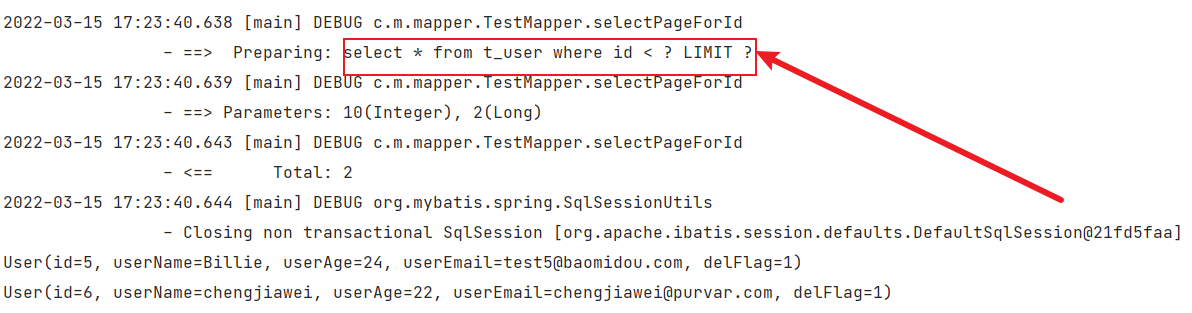 2022-03-15 17:23:40.638 [main] DEBUG c.m.mapper.TestMapper.selectPageForId
- ==>  Preparing: select * from t_user where id < ? LIMIT ?
2022-03-15 17:23:40.639 [main] DEBUG c.m.mapper.TestMapper.selectPageForId
- ==> Parameters: 10(Integer), 2(Long)
2022-03-15 17:23:40.643 [main] DEBUG c.m.mapper.TestMapper.selectPageForId
- <==      Total: 2
2022-03-15 17:23:40.644 [main] DEBUG org.mybatis.spring.SqlSessionUtils
- Closing non transactional SqlSession [org.apache.ibatis.session.defaults.DefaultSqlSession@21fd5faa]
User(id=5, userName=Billie, userAge=24, userEmail=test5@baomidou.com, delFlag=1)
User(id=6, userName=chengjiawei, userAge=22, userEmail=chengjiawei@purvar.com, delFlag=1)